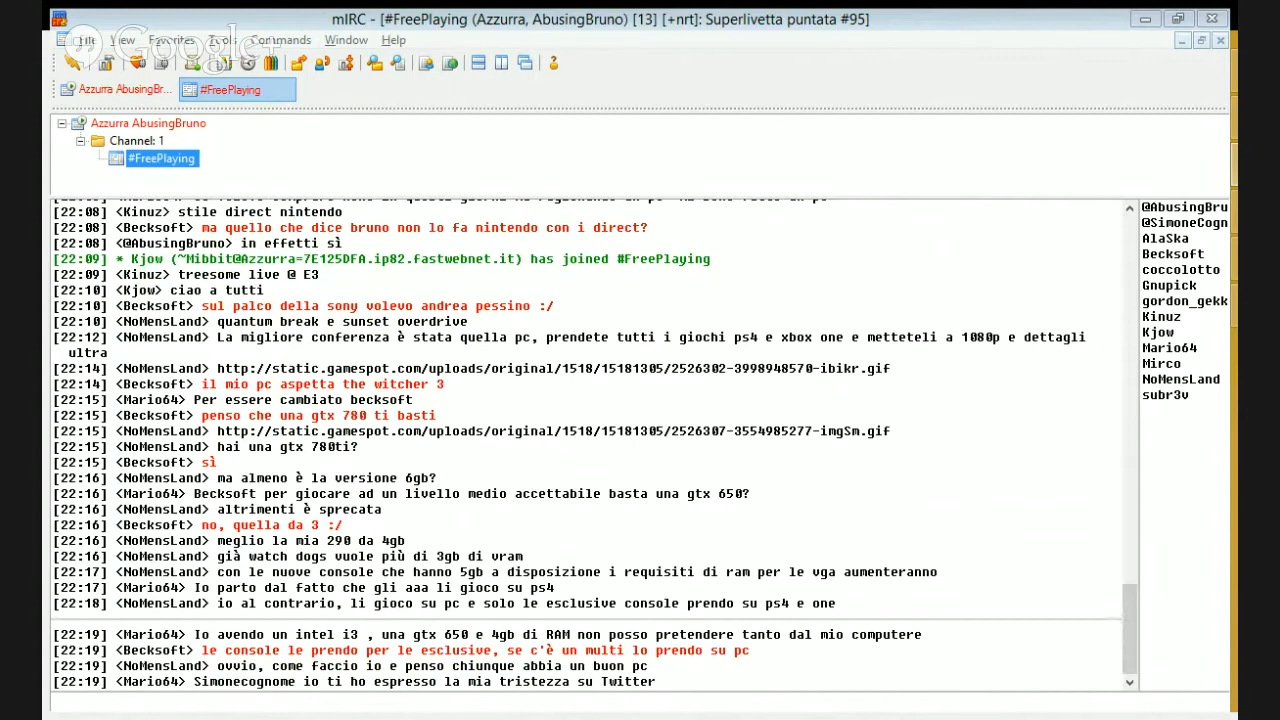 mIRC - [#FreePlaying (Azzurra, AbusingBruno) [13] [+nrt]: Superlivetta puntata #95]
File View Favorites Tools Commands Window Help
Azzurra AbusingBr... #FreePlaying
Azzurra AbusingBruno
Channel: 1
#FreePlaying
[22:08] <Kinuz> stile direct nintendo
[22:08] <Becksoft> ma quello che dice bruno non lo fa nintendo con i direct?
[22:08] <@AbusingBruno> in effetti sì
[22:09] * Kjow (~Mibbit@Azzurra=7E125DFA.ip82.fastwebnet.it) has joined #FreePlaying
[22:09] <Kinuz> treesome live @ E3
[22:10] <Kjow> ciao a tutti
[22:10] <Becksoft> sul palco della sony volevo andrea pessino :/
[22:10] <NoMensLand> quantum break e sunset overdrive
[22:12] <NoMensLand> La migliore conferenza è stata quella pc, prendete tutti i giochi ps4 e xbox one e metteteli a 1080p e dettagli
ultra
[22:14] <NoMensLand> http://static.gamespot.com/uploads/original/1518/15181305/2526302-3998948570-ibikr.gif
[22:14] <Becksoft> il mio pc aspetta the witcher 3
[22:15] <Mario64> Per essere cambiato becksoft
[22:15] <Becksoft> penso che una gtx 780 ti basti
[22:15] <NoMensLand> http://static.gamespot.com/uploads/original/1518/15181305/2526307-3554985277-imgSm.gif
[22:15] <NoMensLand> hai una gtx 780ti?
[22:15] <Becksoft> sì
[22:16] <NoMensLand> ma almeno è la versione 6gb?
[22:16] <Mario64> Becksoft per giocare ad un livello medio accettabile basta una gtx 650?
[22:16] <NoMensLand> altrimenti è sprecata
[22:16] <Becksoft> no, quella da 3 :/
[22:16] <NoMensLand> meglio la mia 290 da 4gb
[22:16] <NoMensLand> già watch dogs vuole più di 3gb di vram
[22:17] <NoMensLand> con le nuove console che hanno 5gb a disposizione i requisiti di ram per le vga aumenteranno
[22:17] <Mario64> Io parto dal fatto che gli aaa li gioco su ps4
[22:18] <NoMensLand> io al contrario, li gioco su pc e solo le esclusive console prendo su ps4 e one
[22:19] <Mario64> Io avendo un intel i3 , una gtx 650 e 4gb di RAM non posso pretendere tanto dal mio computere
[22:19] <Becksoft> le console le prendo per le esclusive, se c'è un multi lo prendo su pc
[22:19] <NoMensLand> ovvio, come faccio io e penso chiunque abbia un buon pc
[22:19] <Mario64> Simonecognome io ti ho espresso la mia tristezza su Twitter
@AbusingBru
@SimoneCogn
AlaSka
Becksoft
coccolotto
Gnupick
gordon_gekk
Kinuz
Kjow
Mario64
Mirco
NoMensLand
subr3v